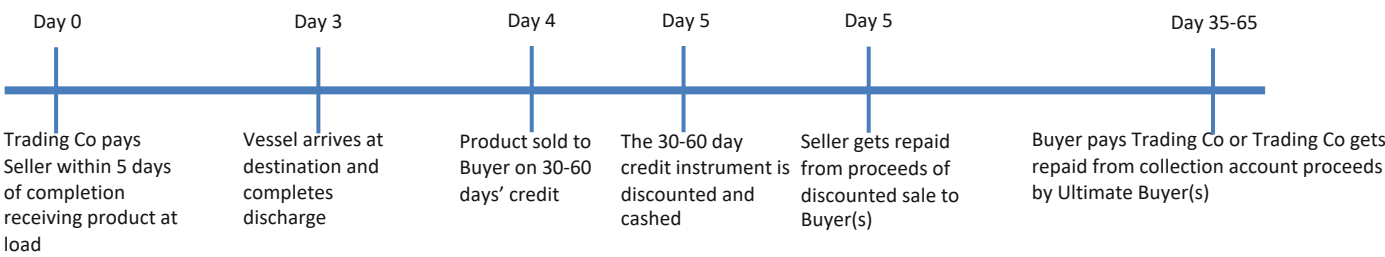 Day 0
Day 3
Day 4
Day 5
Day 5
Day 35-65
Trading Co pays
Seller within 5 days
of completion
receiving product at
load
Vessel arrives at
destination and
completes
discharge
Product sold to
Buyer on 30-60
days’ credit
The 30-60 day
credit instrument is
discounted and
cashed
Seller gets repaid
from proceeds of
discounted sale to
Buyer(s)
Buyer pays Trading Co or Trading Co gets
repaid from collection account proceeds
by Ultimate Buyer(s)